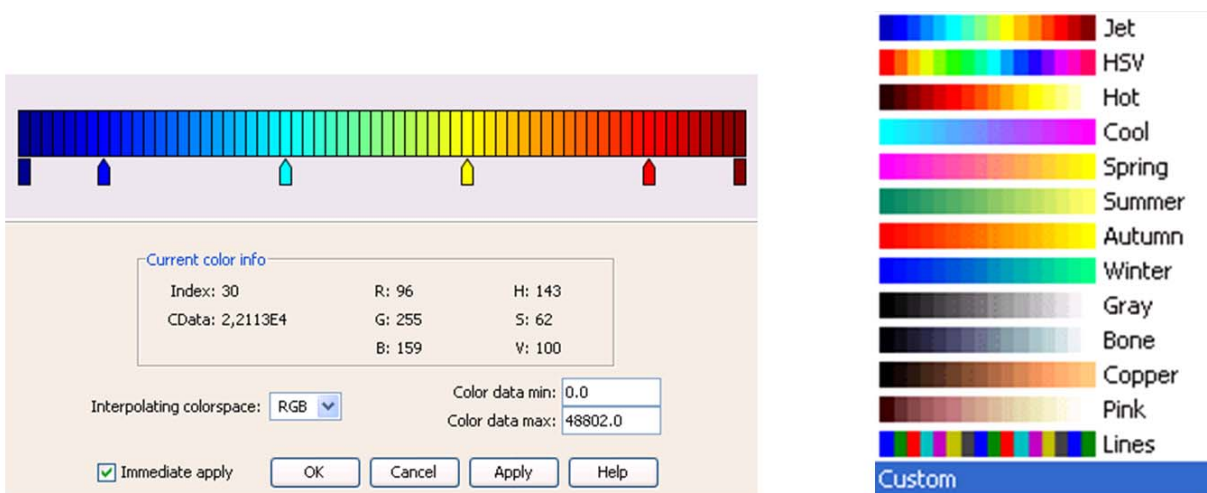 Current color info
Index: 30 R: 96 H: 143
CData: 2,2113E4 G: 255 S: 62
B: 159 V: 100
Interpolating colorspace: RGB
Color data min: 0.0
Color data max: 48802.0
Immediate apply OK Cancel Apply Help
Jet
HSV
Hot
Cool
Spring
Summer
Autumn
Winter
Gray
Bone
Copper
Pink
Lines
Custom